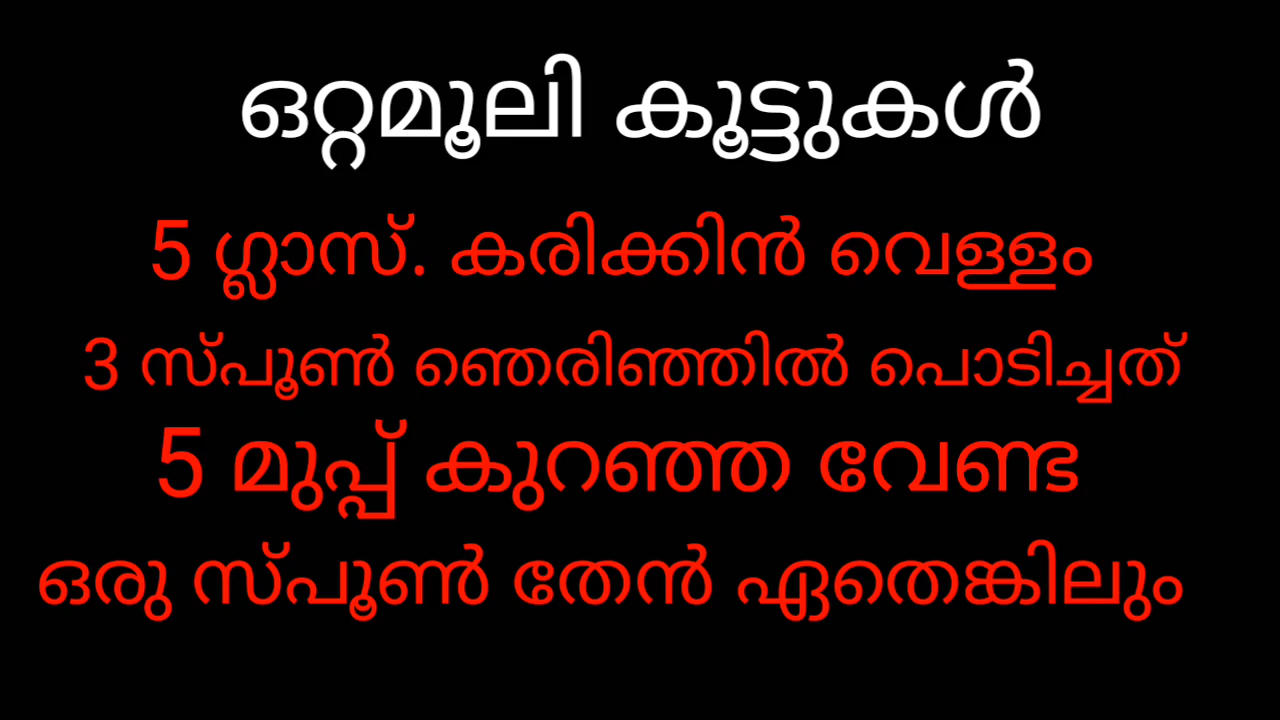 ഒറ്റമൂലി കൂട്ടുകൾ
5 ഗ്ലാസ്. കരിക്കിൻ വെള്ളം
3 സ്പൂൺ ഞെരിഞ്ഞിൽ പൊടിച്ചത്
5 മുപ്പ് കുറഞ്ഞ വേണ്ട
ഒരു സ്പൂൺ തേൻ ഏതെങ്കിലും